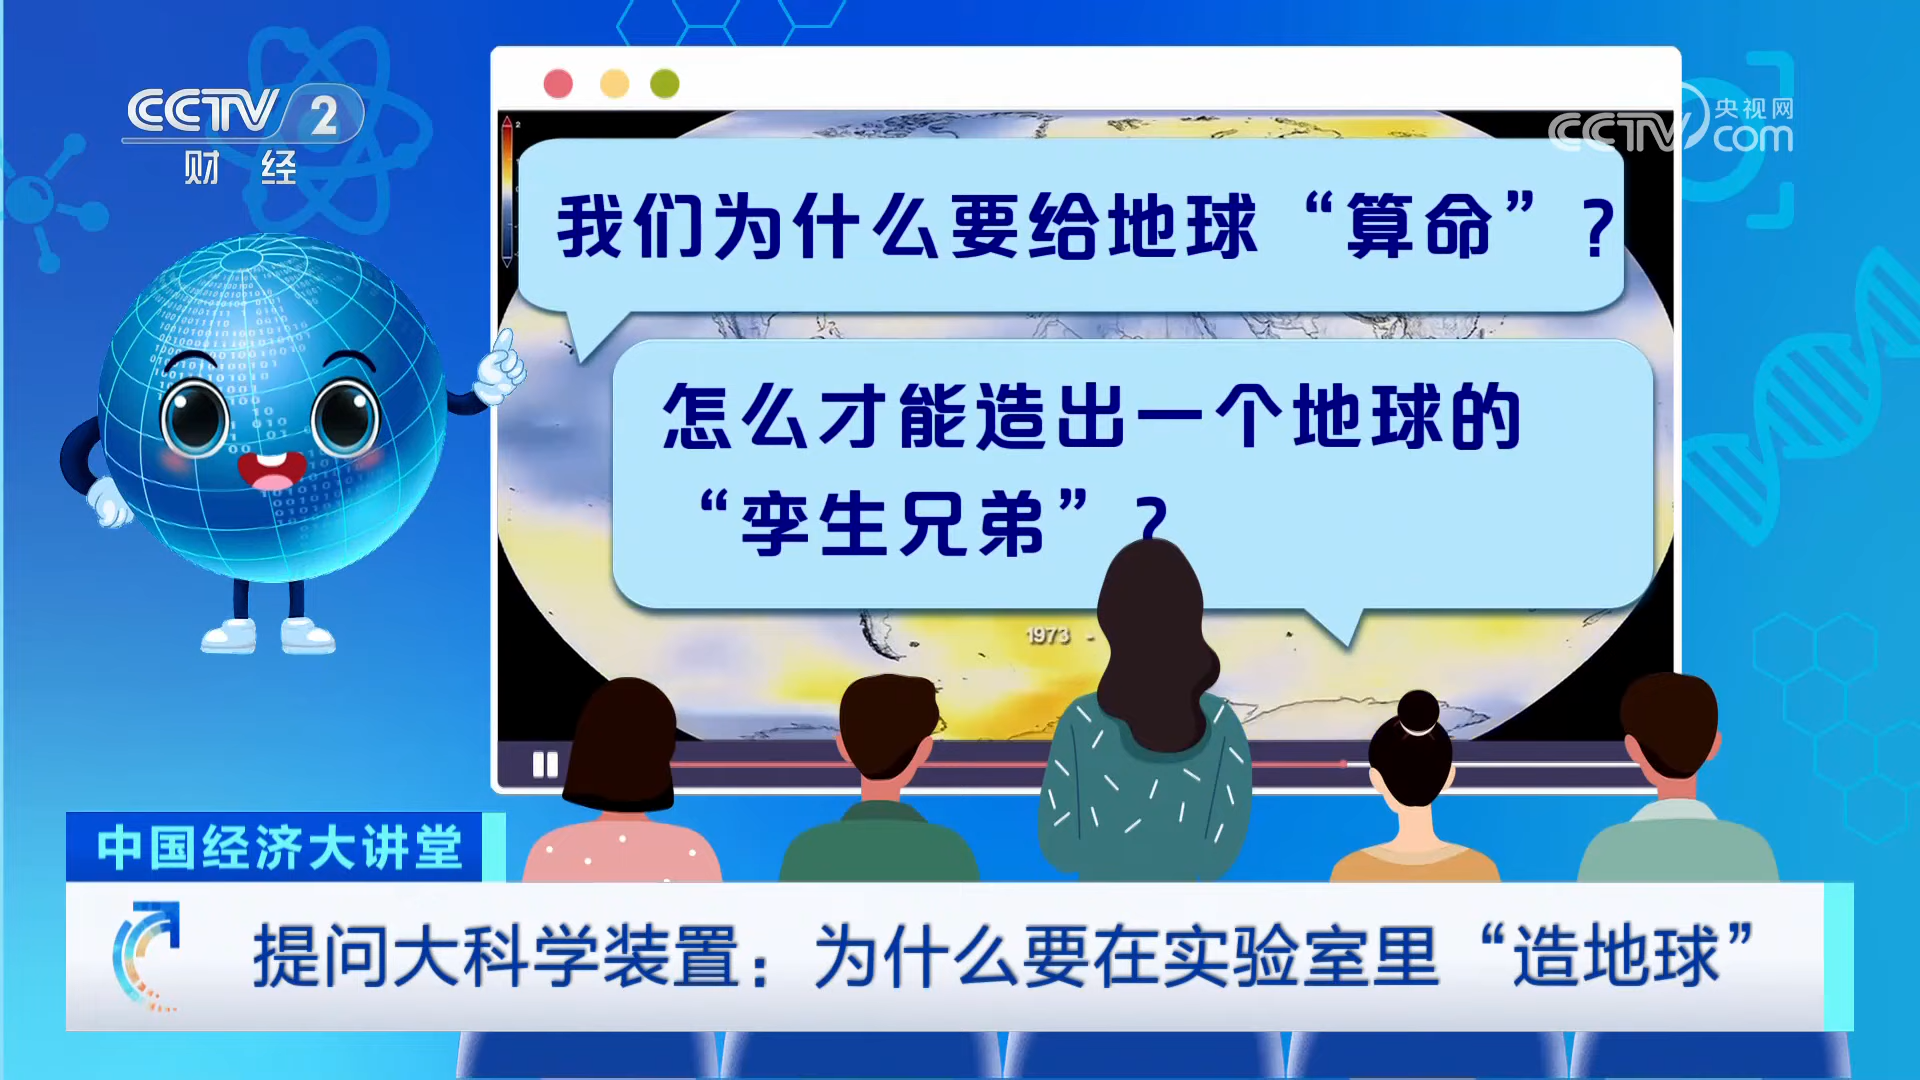 CCTV 2
财 经
央视网
CCTV com
2
我们为什么要给地球“算命”？
怎么才能造出一个地球的
“孪生兄弟”？
1973 -
中国经济大讲堂
提问大科学装置：为什么要在实验室里“造地球”